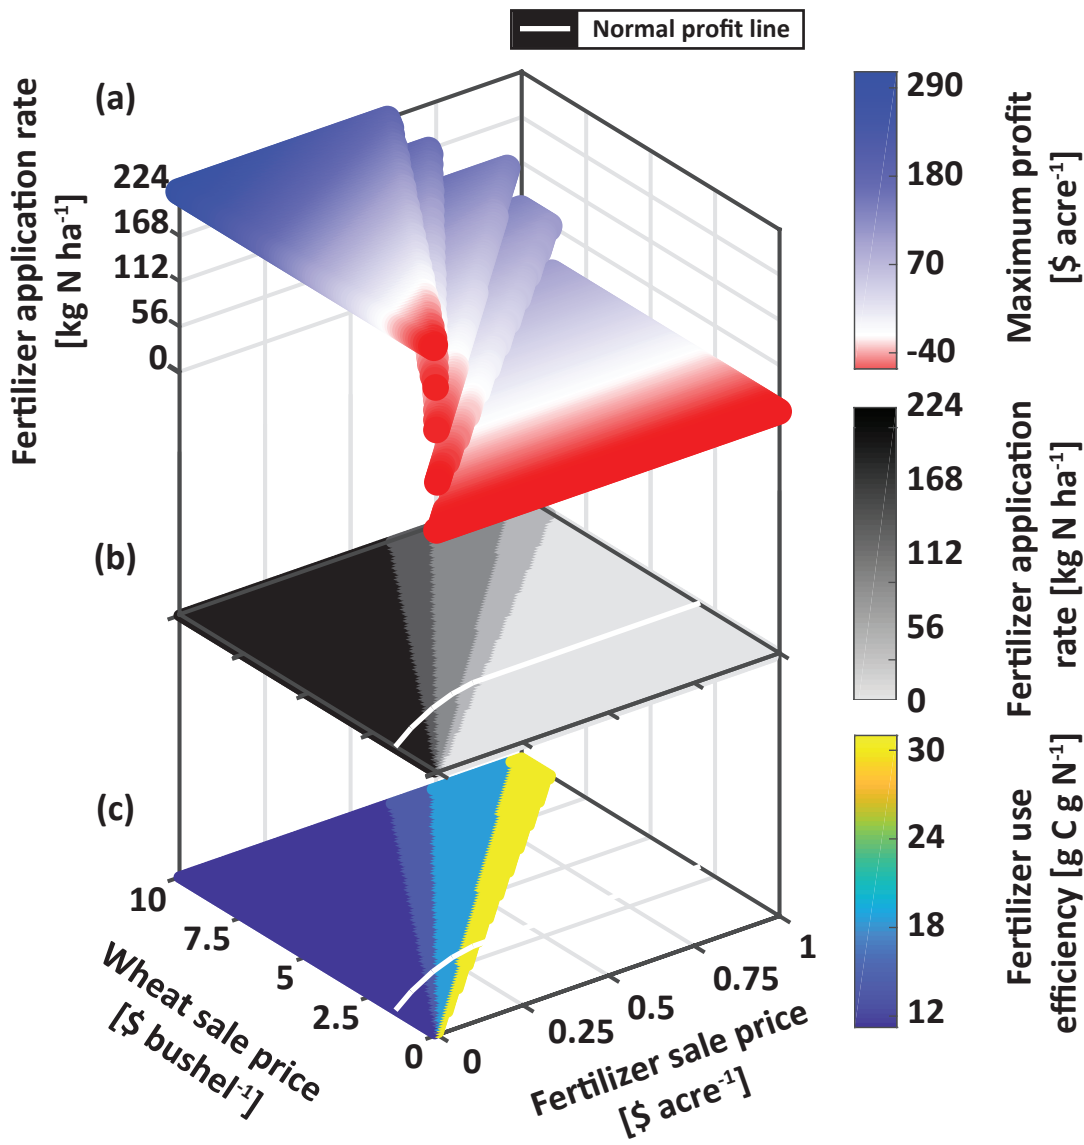 Normal profit line
(a)
Fertilizer application rate
[kg N ha⁻¹]
224
168
112
56
0
290
180
70
-40
Maximum profit
[$ acre⁻¹]
(b)
224
168
112
56
0
Fertilizer application
rate [kg N ha⁻¹]
(c)
30
24
18
12
Fertilizer use
efficiency [g C g N⁻¹]
10
7.5
5
2.5
0
Wheat sale price
[$ bushel⁻¹]
0
0.25
0.5
0.75
1
Fertilizer sale price
[$ acre⁻¹]